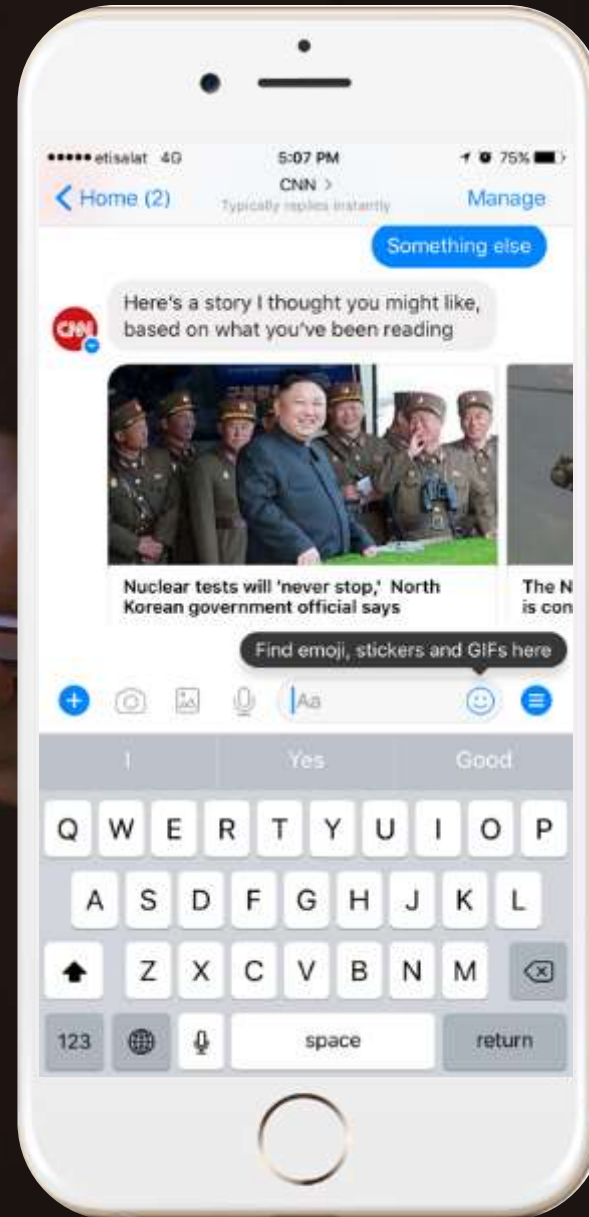 etisalat 4G 5:07 PM 75%
Home (2) CNN > Manage
Typically replies instantly
Something else
Here's a story I thought you might like,
based on what you've been reading
CNN
Nuclear tests will 'never stop,' North
Korean government official says
The N
is con
Find emoji, stickers and GIFs here
Aa
I Yes Good
Q W E R T Y U I O P
A S D F G H J K L
Z X C V B N M
123 space return